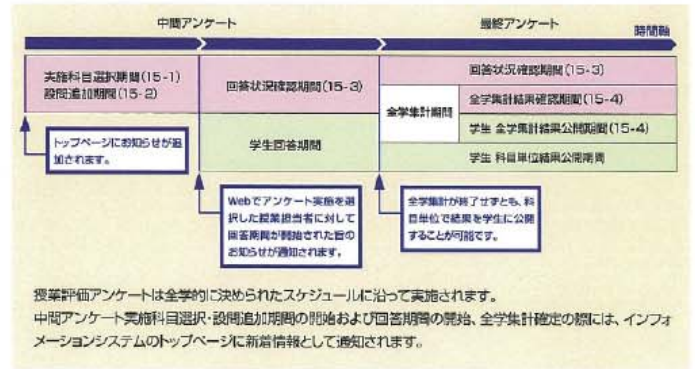 中間アンケート
最終アンケート
時間軸
実施科目選択期間(15-1)
設問追加期間(15-2)
回答状況確認期間(15-3)
学生回答期間
回答状況確認期間(15-3)
全学集計期間
全学集計結果確認期間(15-4)
学生 全学集計結果公開期間(15-4)
学生 科目単位結果公開期間
トップページにお知らせが追
加されます。
Webでアンケート実施を選
択した授業担当者に対して
回答期間が開始された旨の
お知らせが通知されます。
全学集計が終了せずとも、科
目単位で結果を学生に公開
することが可能です。
授業評価アンケートは全学的に決められたスケジュールに沿って実施されます。
中間アンケート実施科目選択・設問追加期間の開始および回答期間の開始、全学集計確定の際には、インフォ
メーションシステムのトップページに新着情報として通知されます。